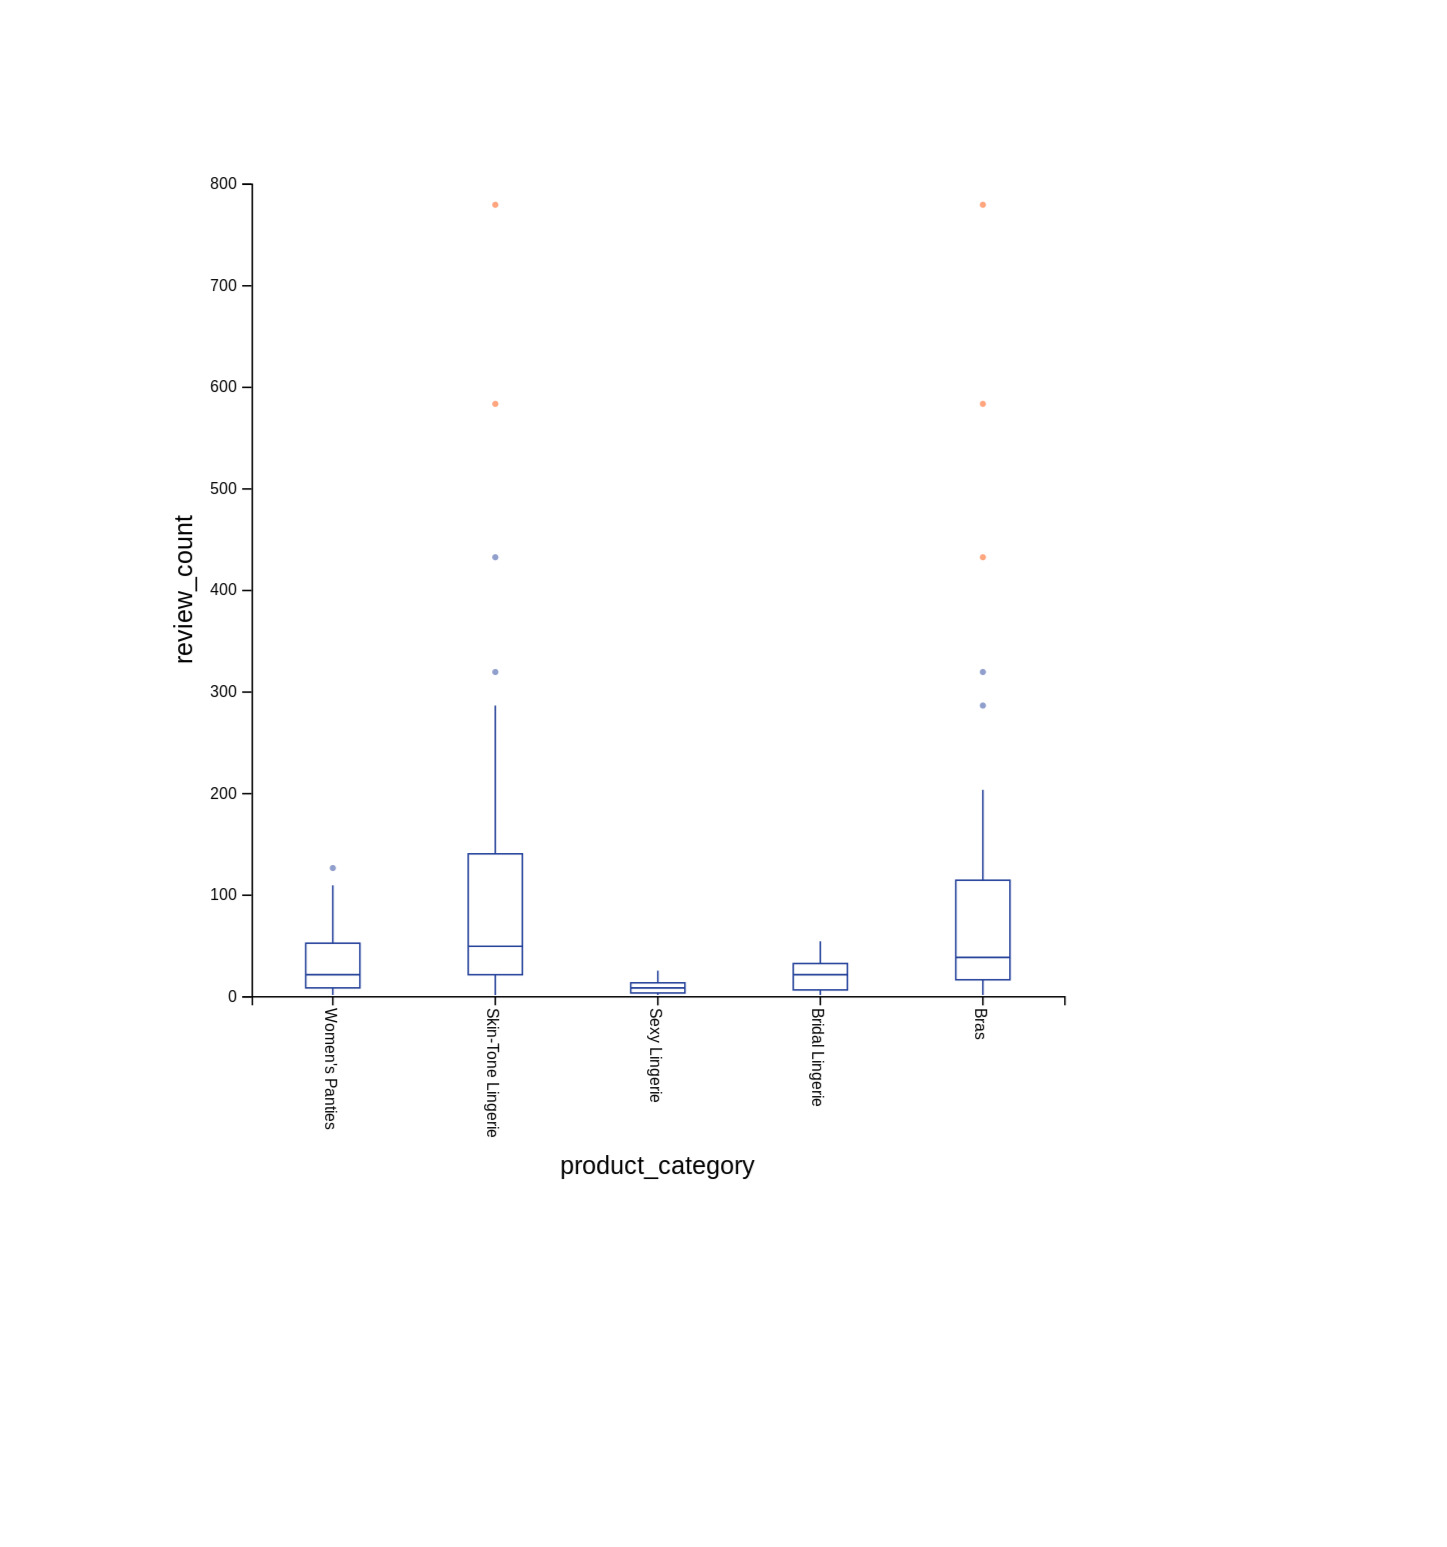 800
700
600
500
400
300
200
100
0
review_count
Women's Panties
Skin-Tone Lingerie
Sexy Lingerie
Bridal Lingerie
Bras
product_category